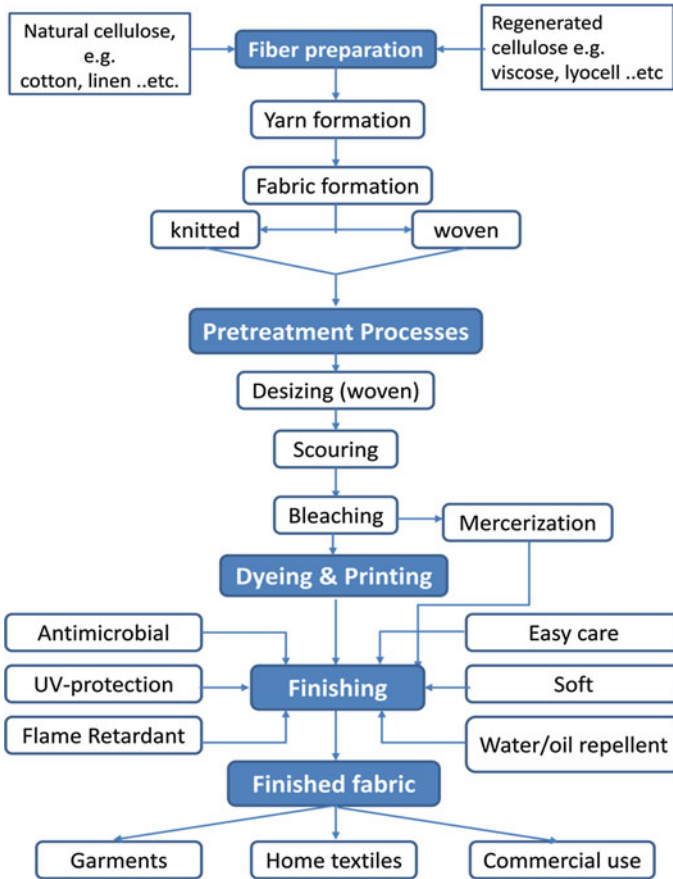 Natural cellulose,
e.g.
cotton, linen ..etc.
Fiber preparation
Regenerated
cellulose e.g.
viscose, lyocell ..etc
Yarn formation
Fabric formation
knitted
woven
Pretreatment Processes
Desizing (woven)
Scouring
Bleaching
Mercerization
Dyeing & Printing
Antimicrobial
Easy care
UV-protection
Finishing
Soft
Flame Retardant
Water/oil repellent
Finished fabric
Garments
Home textiles
Commercial use